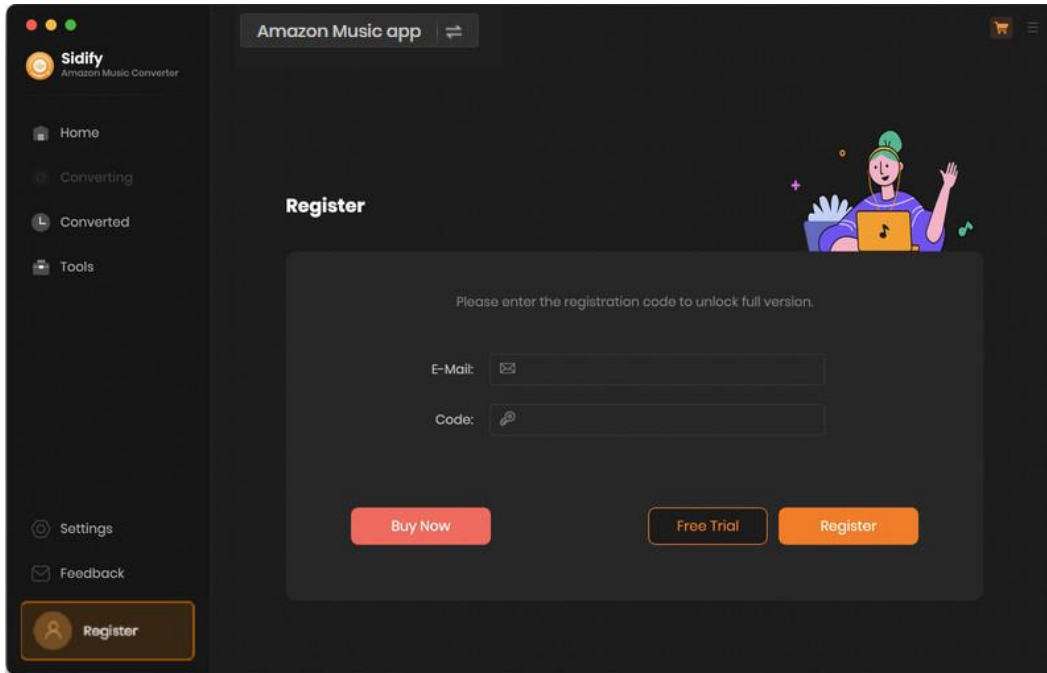 Amazon Music app
Sidify
Amazon Music Converter
Home
Converting
Converted
Tools
Register
Please enter the registration code to unlock full version.
E-Mail:
Code:
Buy Now
Free Trial
Register
Settings
Feedback
Register